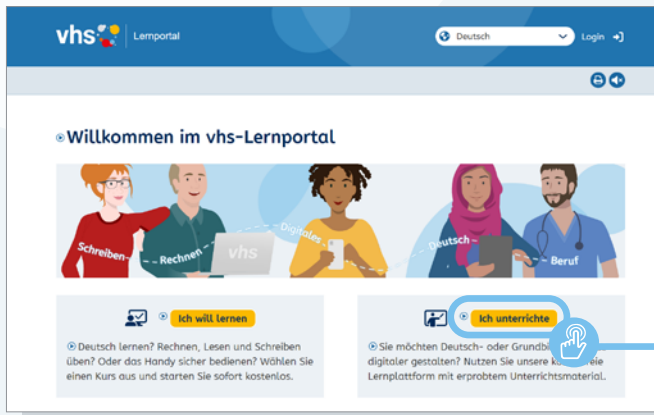 vhs Lernportal
Deutsch
Login
Willkommen im vhs-Lernportal
Schreiben
Rechnen
vhs
Digitales
Deutsch
Beruf
Ich will lernen
Deutsch lernen? Rechnen, Lesen und Schreiben
üben? Oder das Handy sicher bedienen? Wählen Sie
einen Kurs aus und starten Sie sofort kostenlos.
Ich unterrichte
Sie möchten Deutsch- oder
digitaler gestalten? Nutzen Sie unsere
Lernplattform mit erprobtem Unterrichtsmaterial.